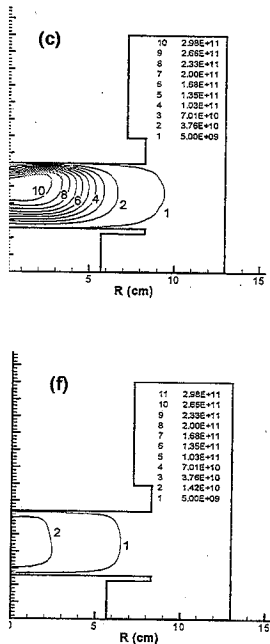 (c)
10 2.98E+11
9 2.66E+11
8 2.33E+11
7 2.00E+11
6 1.68E+11
5 1.35E+11
4 1.03E+11
3 7.01E+10
2 3.76E+10
1 5.00E+09
10 8 6 4 2 1
5 10 15
R (cm)
(f)
11 2.98E+11
10 2.65E+11
9 2.33E+11
8 2.00E+11
7 1.68E+11
6 1.35E+11
5 1.03E+11
4 7.01E+10
3 3.76E+10
2 1.42E+10
1 5.00E+09
2 1
0 5 10 15
R (cm)